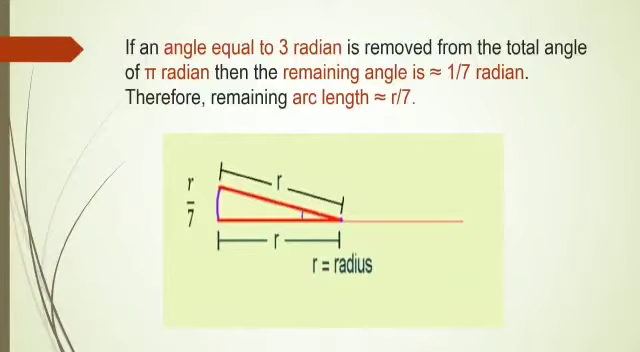 If an angle equal to 3 radian is removed from the total angle
of π radian then the remaining angle is ≈ 1/7 radian.
Therefore, remaining arc length ≈ r/7.
r
r
7
r
r = radius